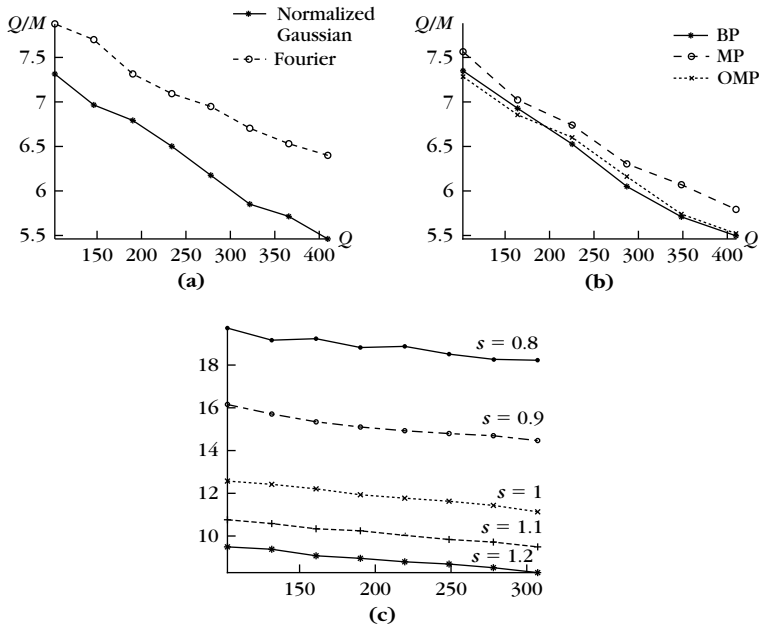 Q/M
Normalized
Gaussian
Fourier
7.5
7
6.5
6
5.5
150 200 250 300 350 400 Q
(a)
Q/M
BP
MP
OMP
7.5
7
6.5
6
5.5
150 200 250 300 350 400 Q
(b)
s = 0.8
18
s = 0.9
16
14
s = 1
12
s = 1.1
10
s = 1.2
150 200 250 300
(c)